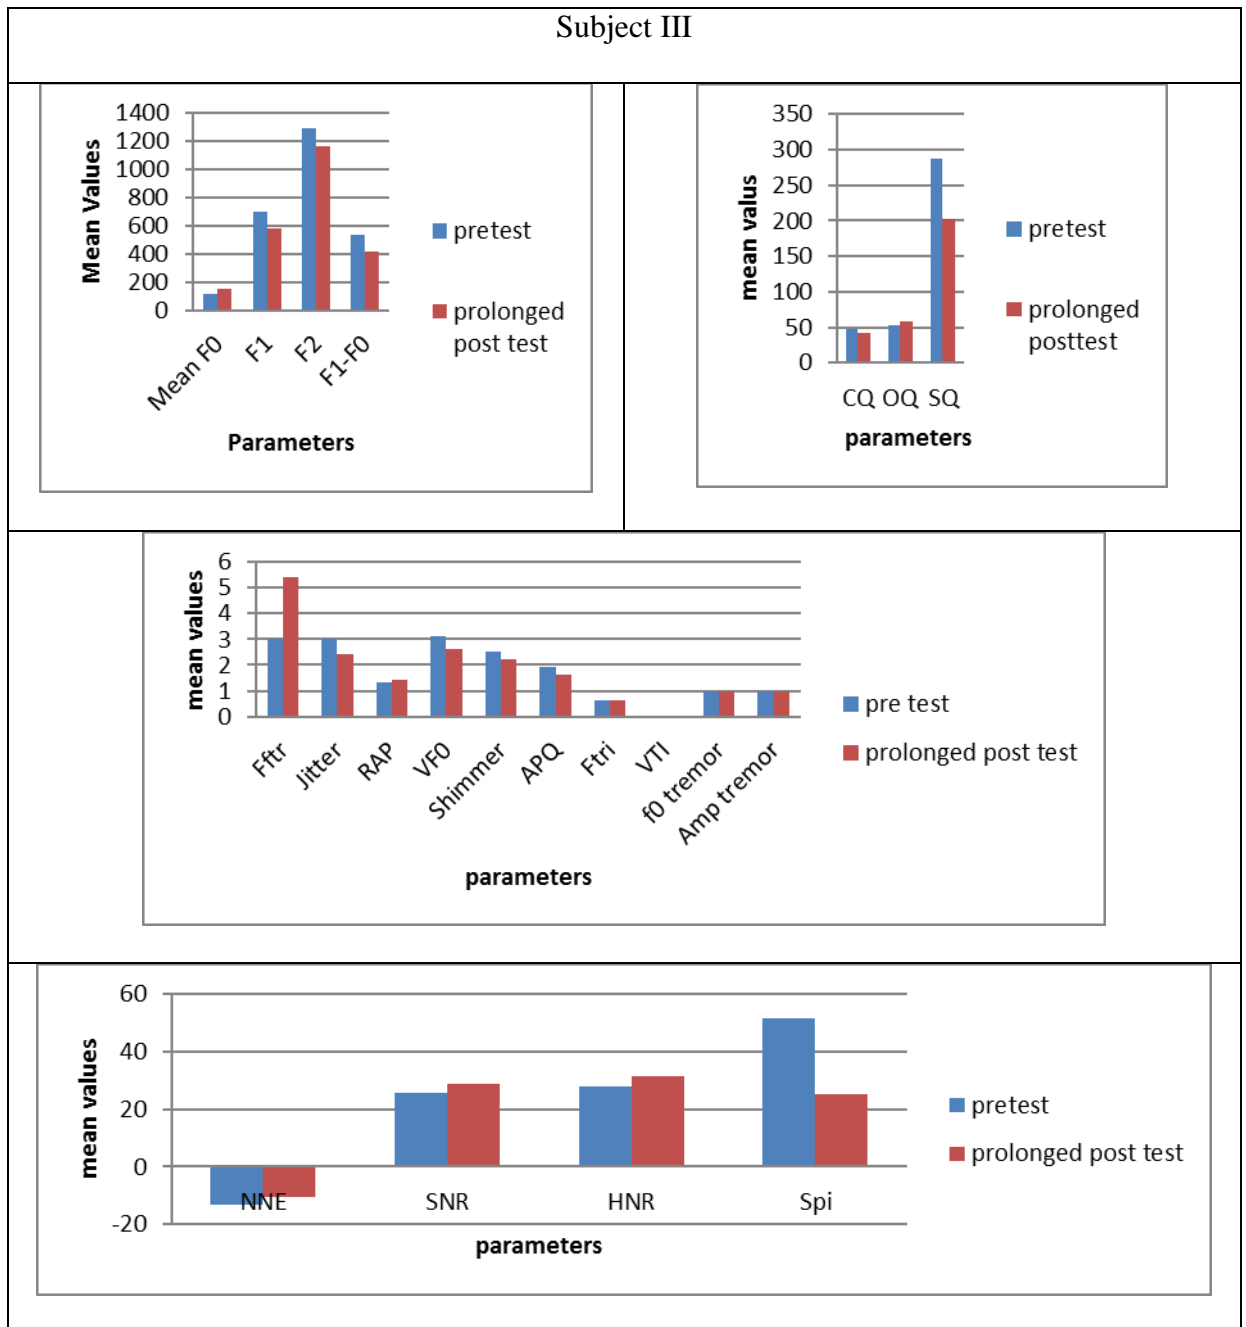 Subject III
1400
1200
1000
800
600
400
200
0
Mean Values
Mean F0
F1
F2
F1-F0
Parameters
pretest
prolonged
post test
350
300
250
200
150
100
50
0
mean valus
CQ OQ SQ
parameters
pretest
prolonged
posttest
6
5
4
3
2
1
0
mean values
Fftr
Jitter
RAP
VF0
Shimmer
APQ
Ftri
VTI
f0 tremor
Amp tremor
parameters
pre test
prolonged post test
60
40
20
0
-20
mean values
NNE
SNR
HNR
Spi
parameters
pretest
prolonged post test